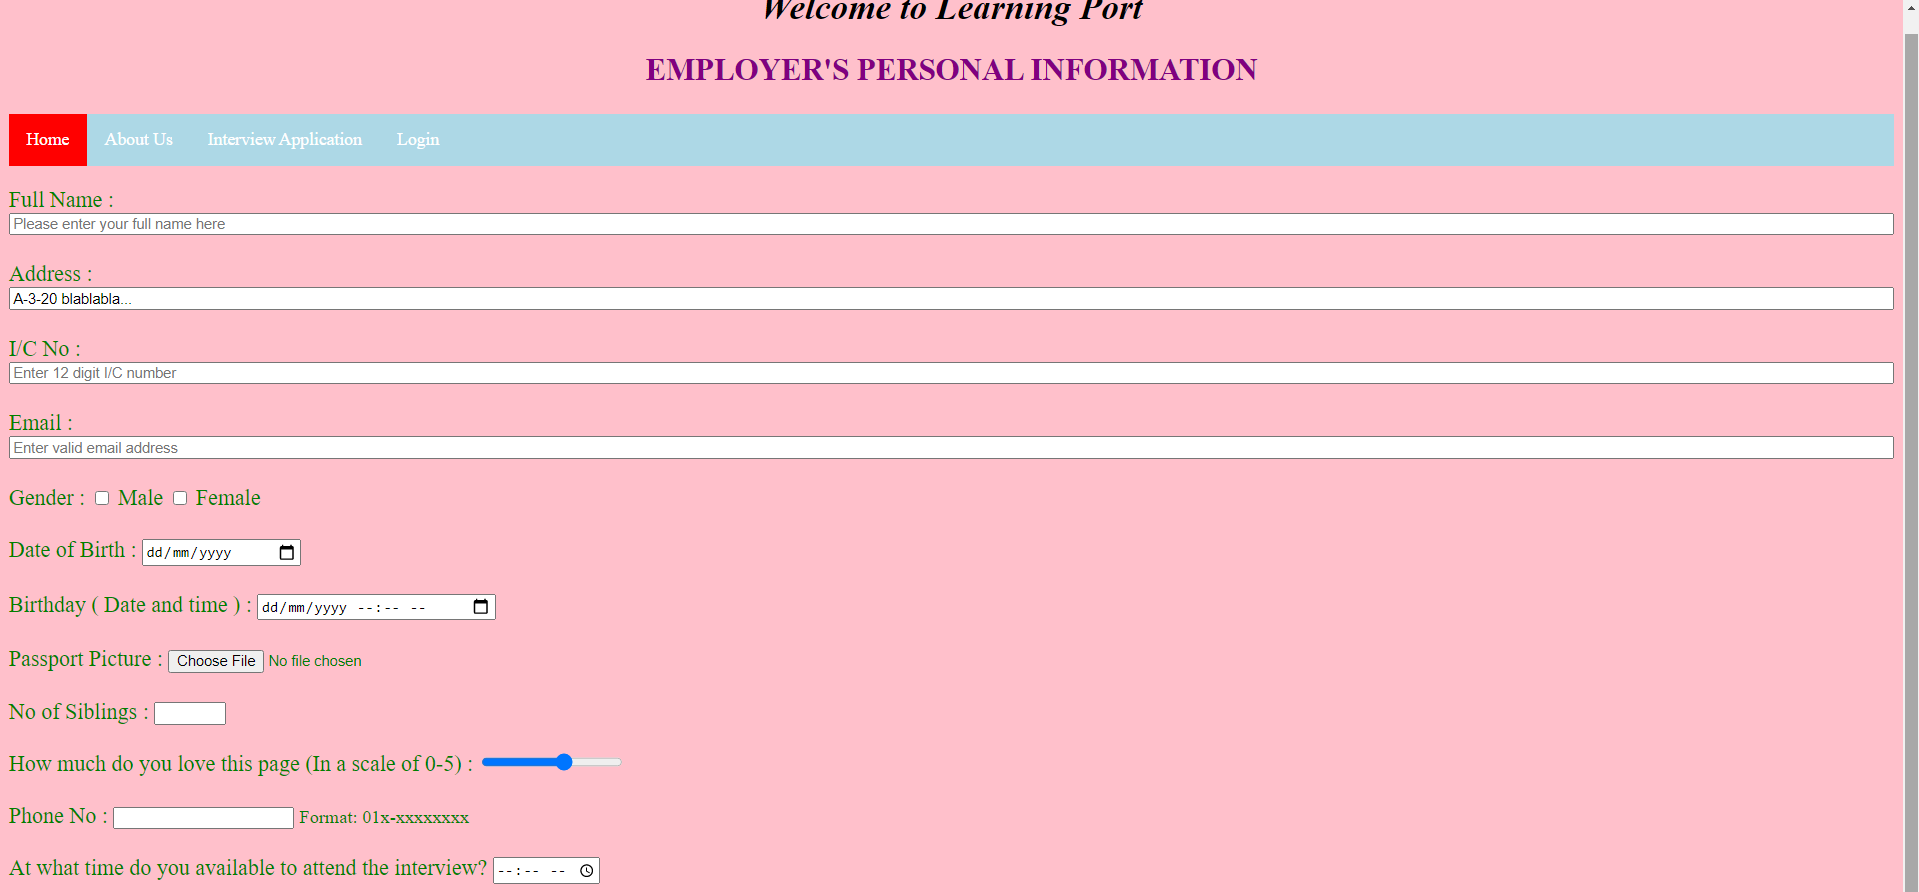 Welcome to Learning Port
EMPLOYER'S PERSONAL INFORMATION
Home About Us Interview Application Login
Full Name :
Please enter your full name here
Address :
A-3-20 blablabla...
I/C No :
Enter 12 digit I/C number
Email :
Enter valid email address
Gender : Male Female
Date of Birth : dd/mm/yyyy
Birthday ( Date and time ) : dd/mm/yyyy --:-- --
Passport Picture : Choose File No file chosen
No of Siblings :
How much do you love this page (In a scale of 0-5) :
Phone No : Format: 01x-xxxxxxxx
At what time do you available to attend the interview? --:-- --